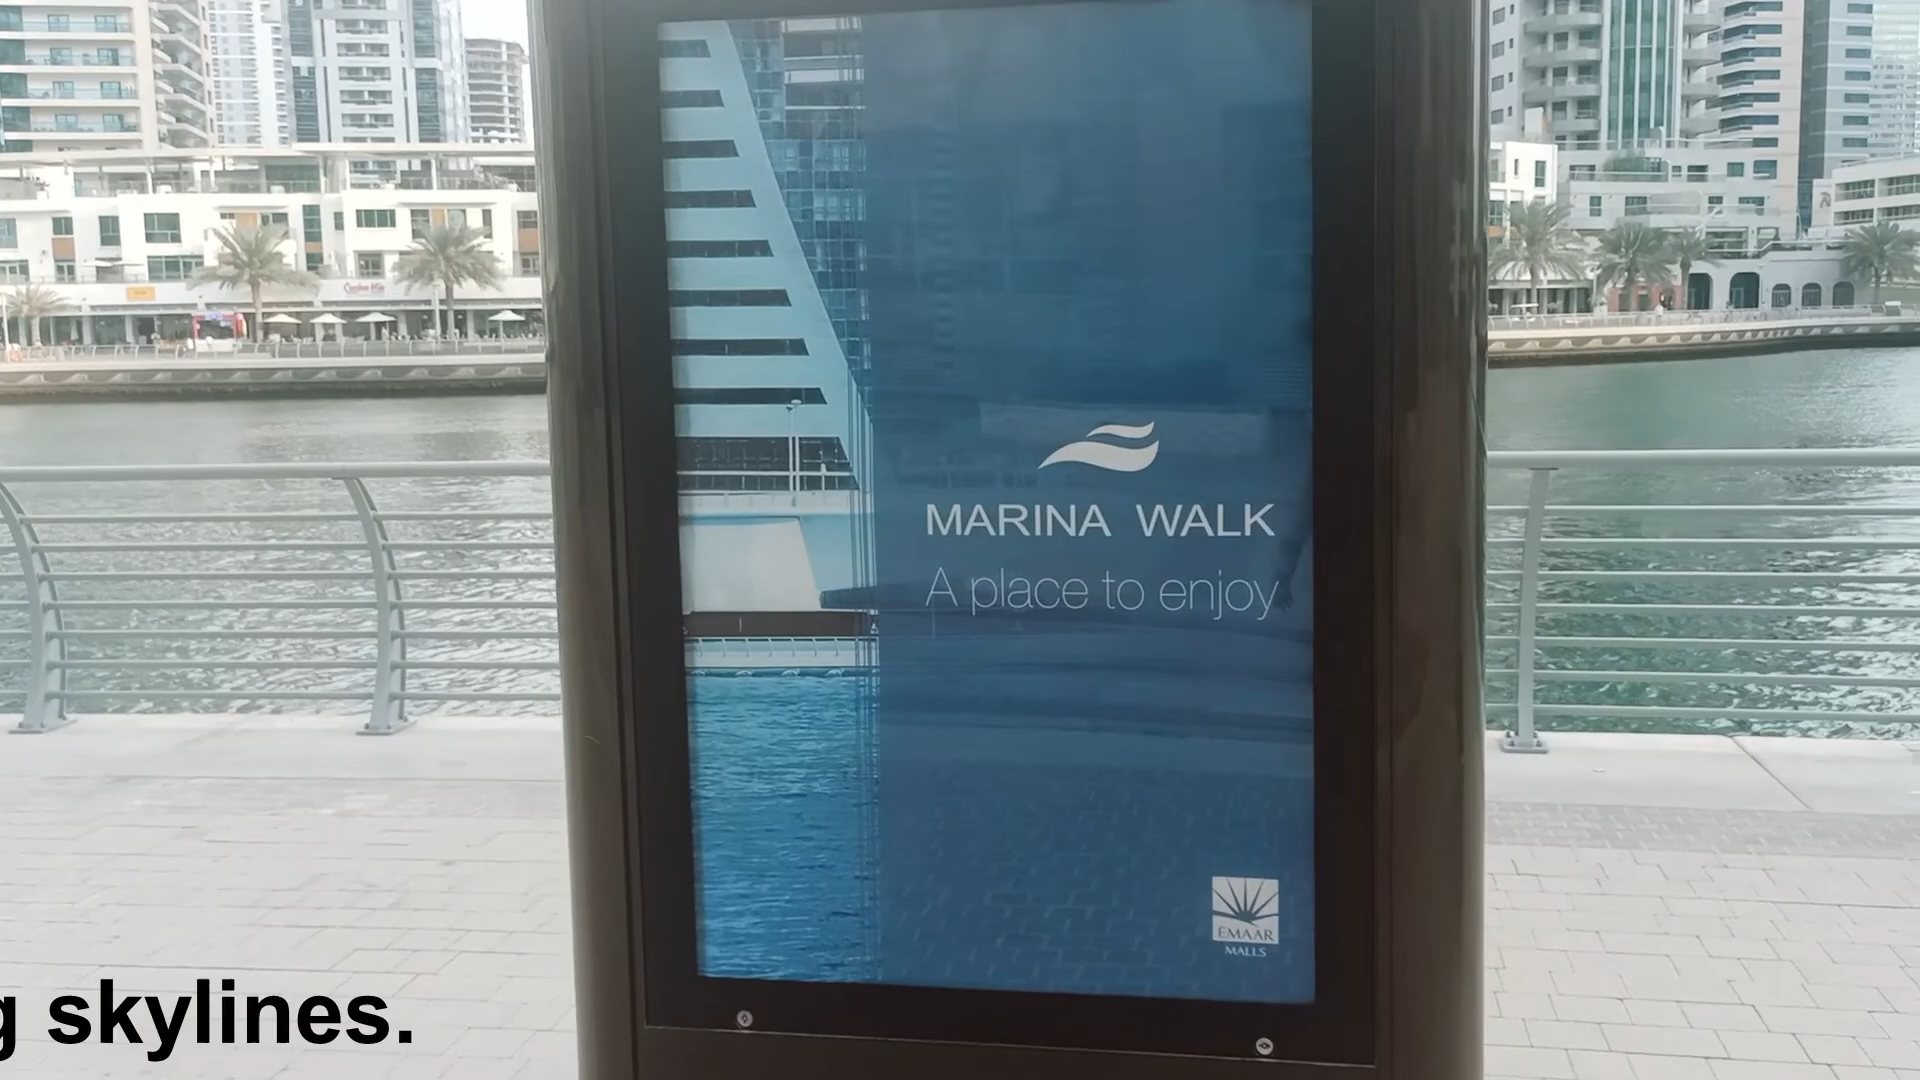 MARINA WALK
A place to enjoy
EMAAR
MALLS
g skylines.